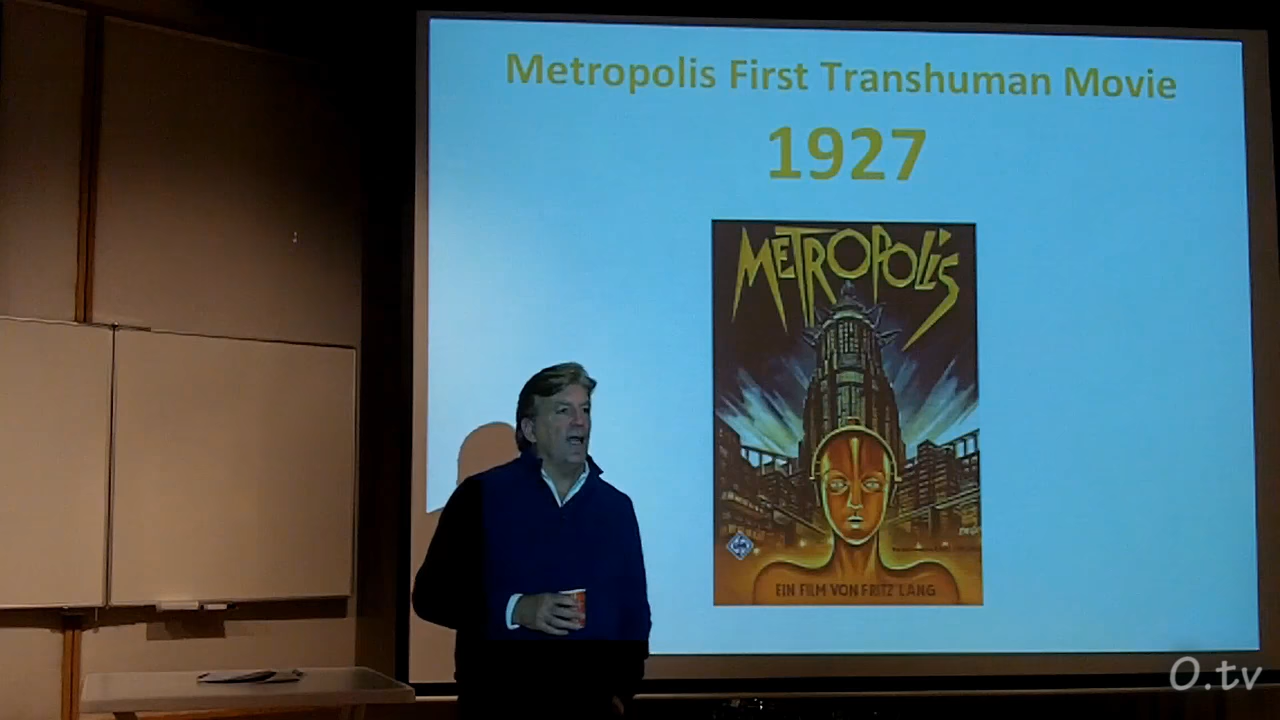 Metropolis First Transhuman Movie
1927
METROPOLIS
EIN FILM VON FRITZ LANG
O.tv